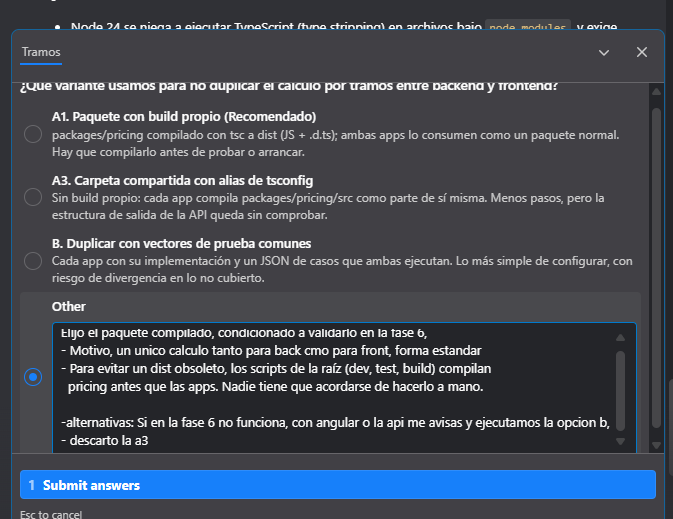 Node 24 se niega a ejecutar TypeScript (type stripping) en archivos bajo node_modules y exige
Tramos
¿Qué variante usamos para no duplicar el cálculo por tramos entre backend y frontend?
A1. Paquete con build propio (Recomendado)
packages/pricing compilado con tsc a dist (JS + .d.ts); ambas apps lo consumen como un paquete normal.
Hay que compilarlo antes de probar o arrancar.
A3. Carpeta compartida con alias de tsconfig
Sin build propio: cada app compila packages/pricing/src como parte de sí misma. Menos pasos, pero la
estructura de salida de la API queda sin comprobar.
B. Duplicar con vectores de prueba comunes
Cada app con su implementación y un JSON de casos que ambas ejecutan. Lo más simple de configurar, con
riesgo de divergencia en lo no cubierto.
Other
Elijo el paquete compilado, condicionado a validarlo en la fase 6,
- Motivo, un unico calculo tanto para back cmo para front, forma estandar
- Para evitar un dist obsoleto, los scripts de la raíz (dev, test, build) compilan
pricing antes que las apps. Nadie tiene que acordarse de hacerlo a mano.
-alternativas: Si en la fase 6 no funciona, con angular o la api me avisas y ejecutamos la opcion b,
- descarto la a3
1 Submit answers
Esc to cancel